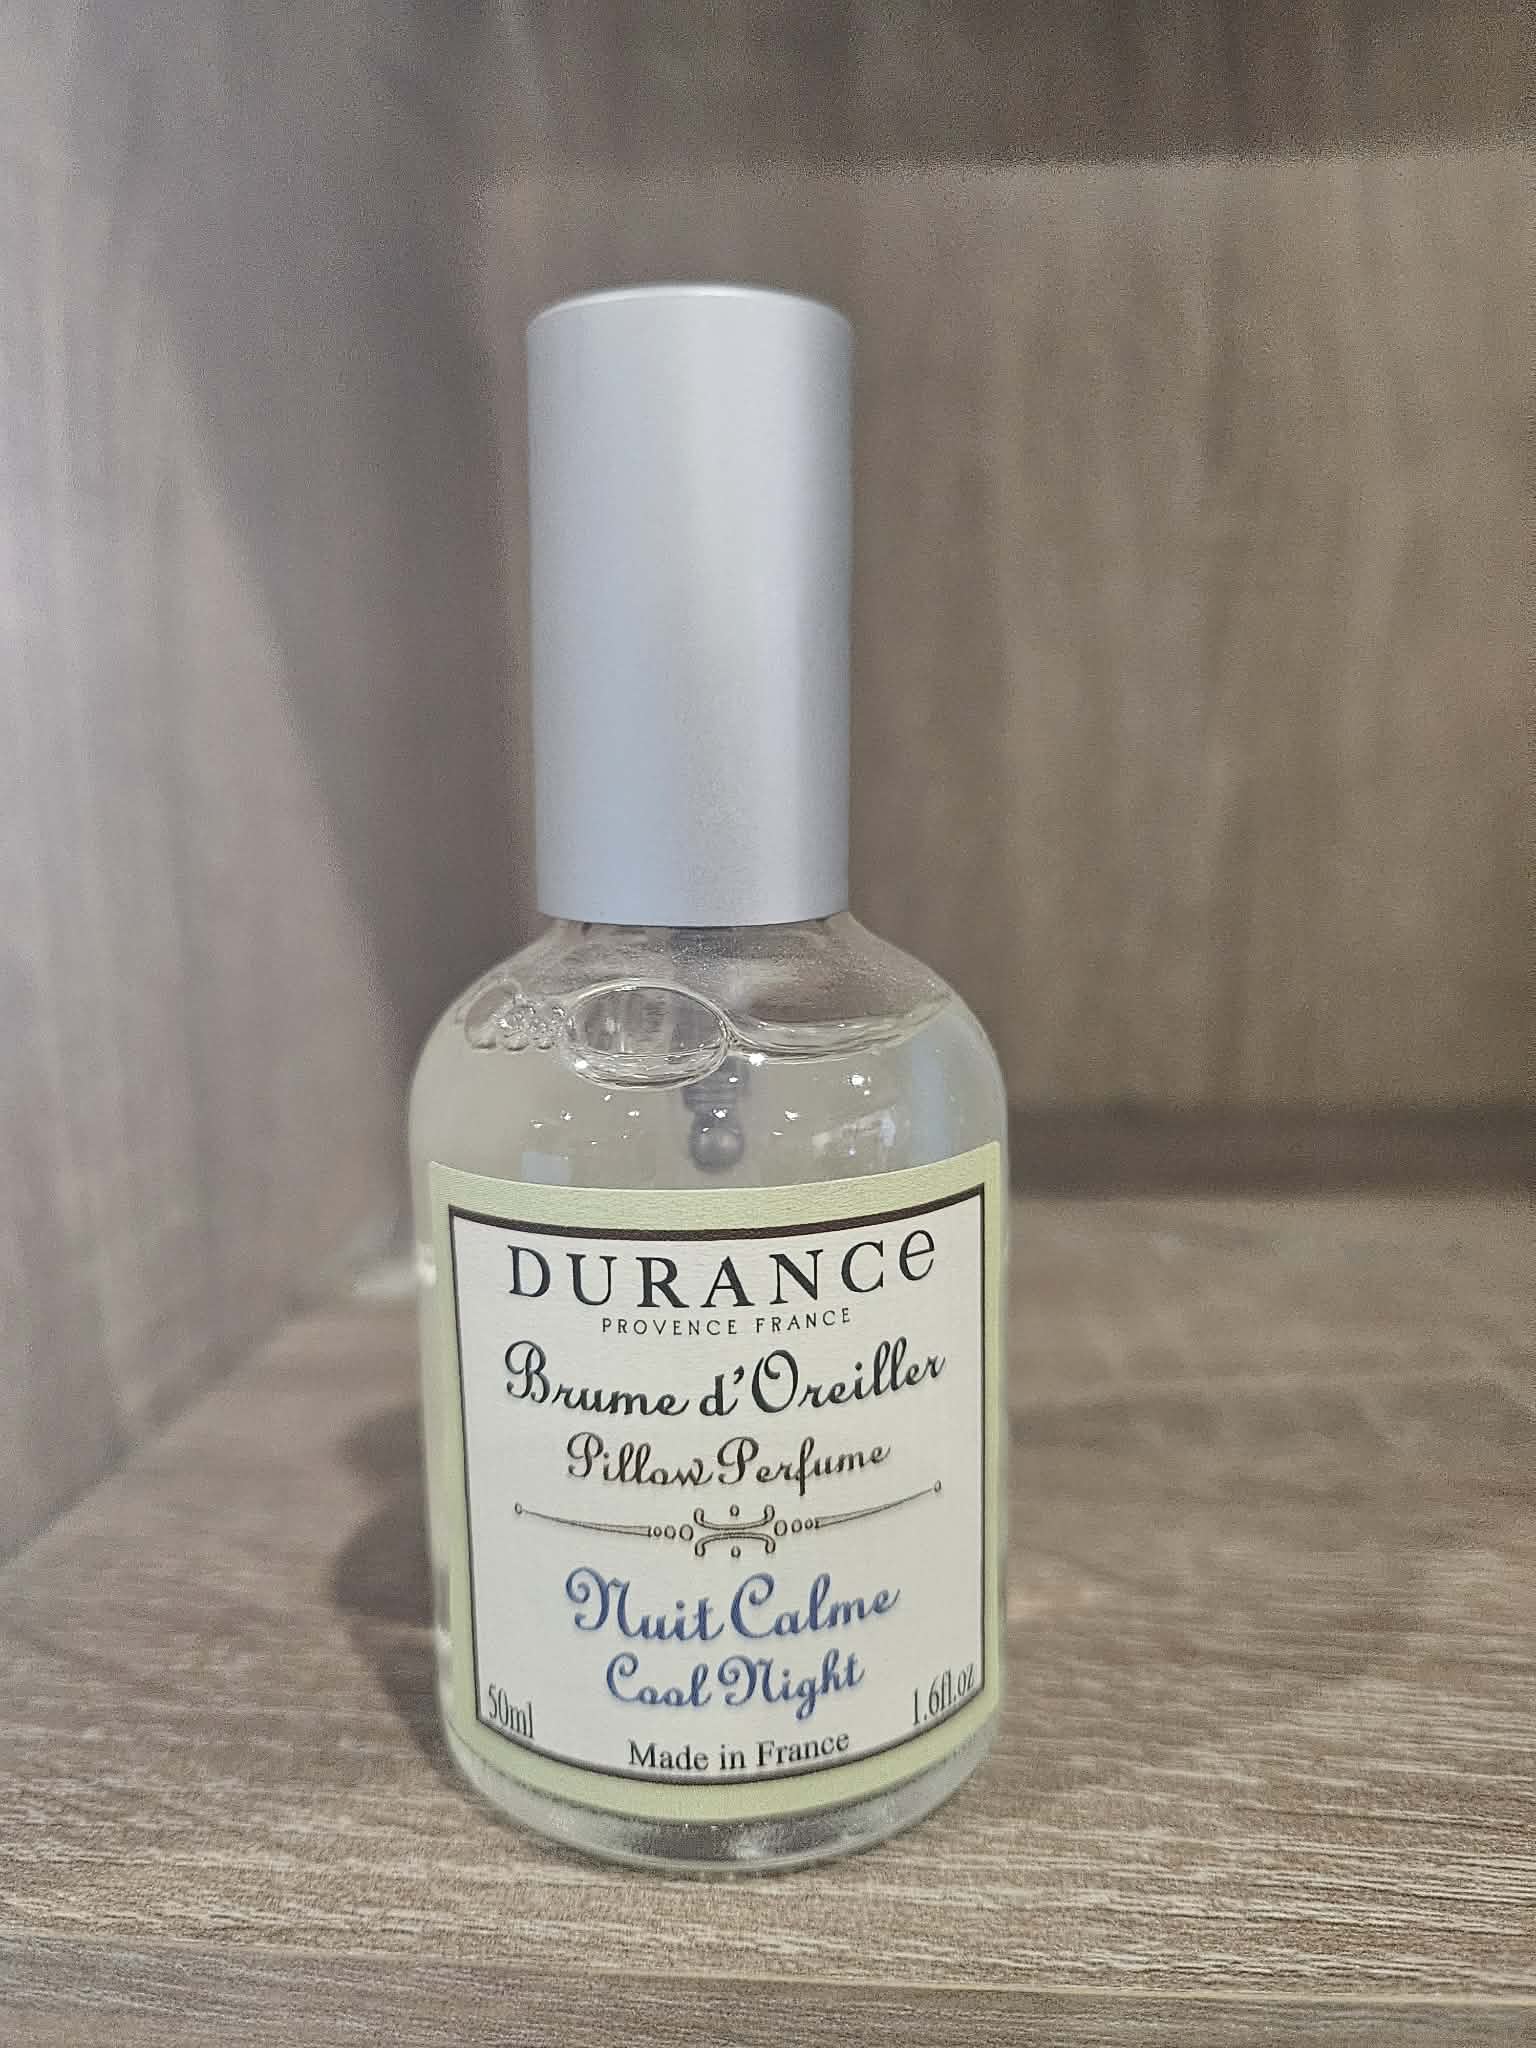 DURANCe
PROVENCE FRANCE
Brume d'Oreiller
Pillow Perfume
Nuit Calme
Cool Night
50ml
1.6fl.oz
Made in France